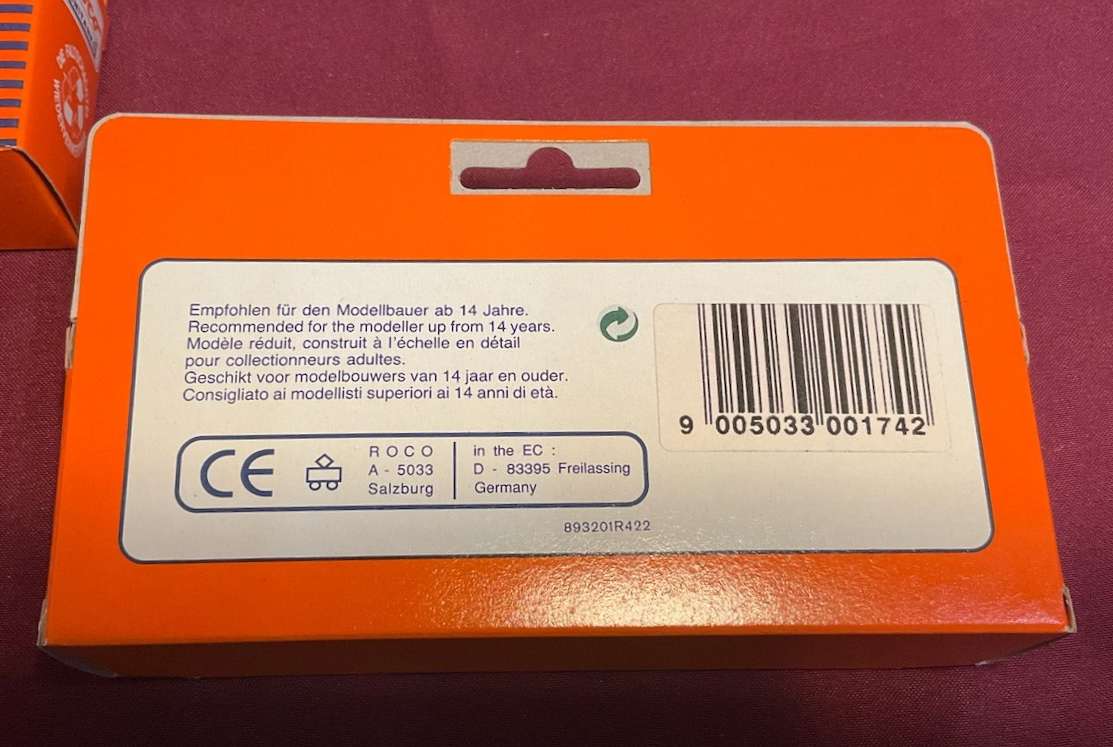 Empfohlen für den Modellbauer ab 14 Jahre.
Recommended for the modeller up from 14 years.
Modèle réduit, construit à l'échelle en détail
pour collectionneurs adultes.
Geschikt voor modelbouwers van 14 jaar en ouder.
Consigliato ai modellisti superiori ai 14 anni di età.
9 005033 001742
CE
ROCO
A - 5033
Salzburg
in the EC :
D - 83395 Freilassing
Germany
893201R422